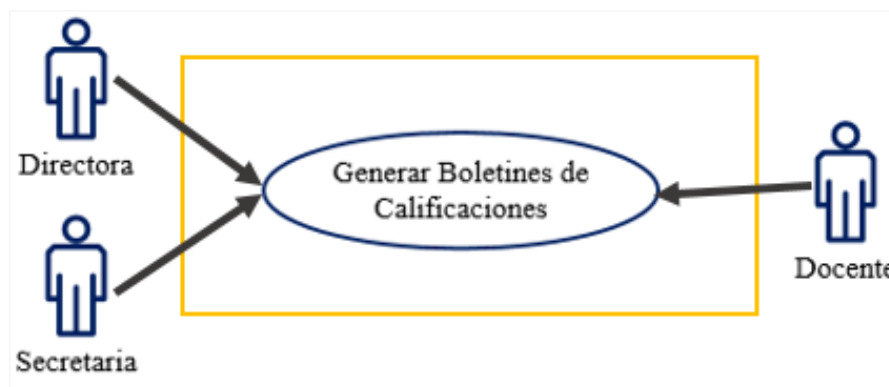 Directora
Generar Boletines de
Calificaciones
Docente
Secretaria